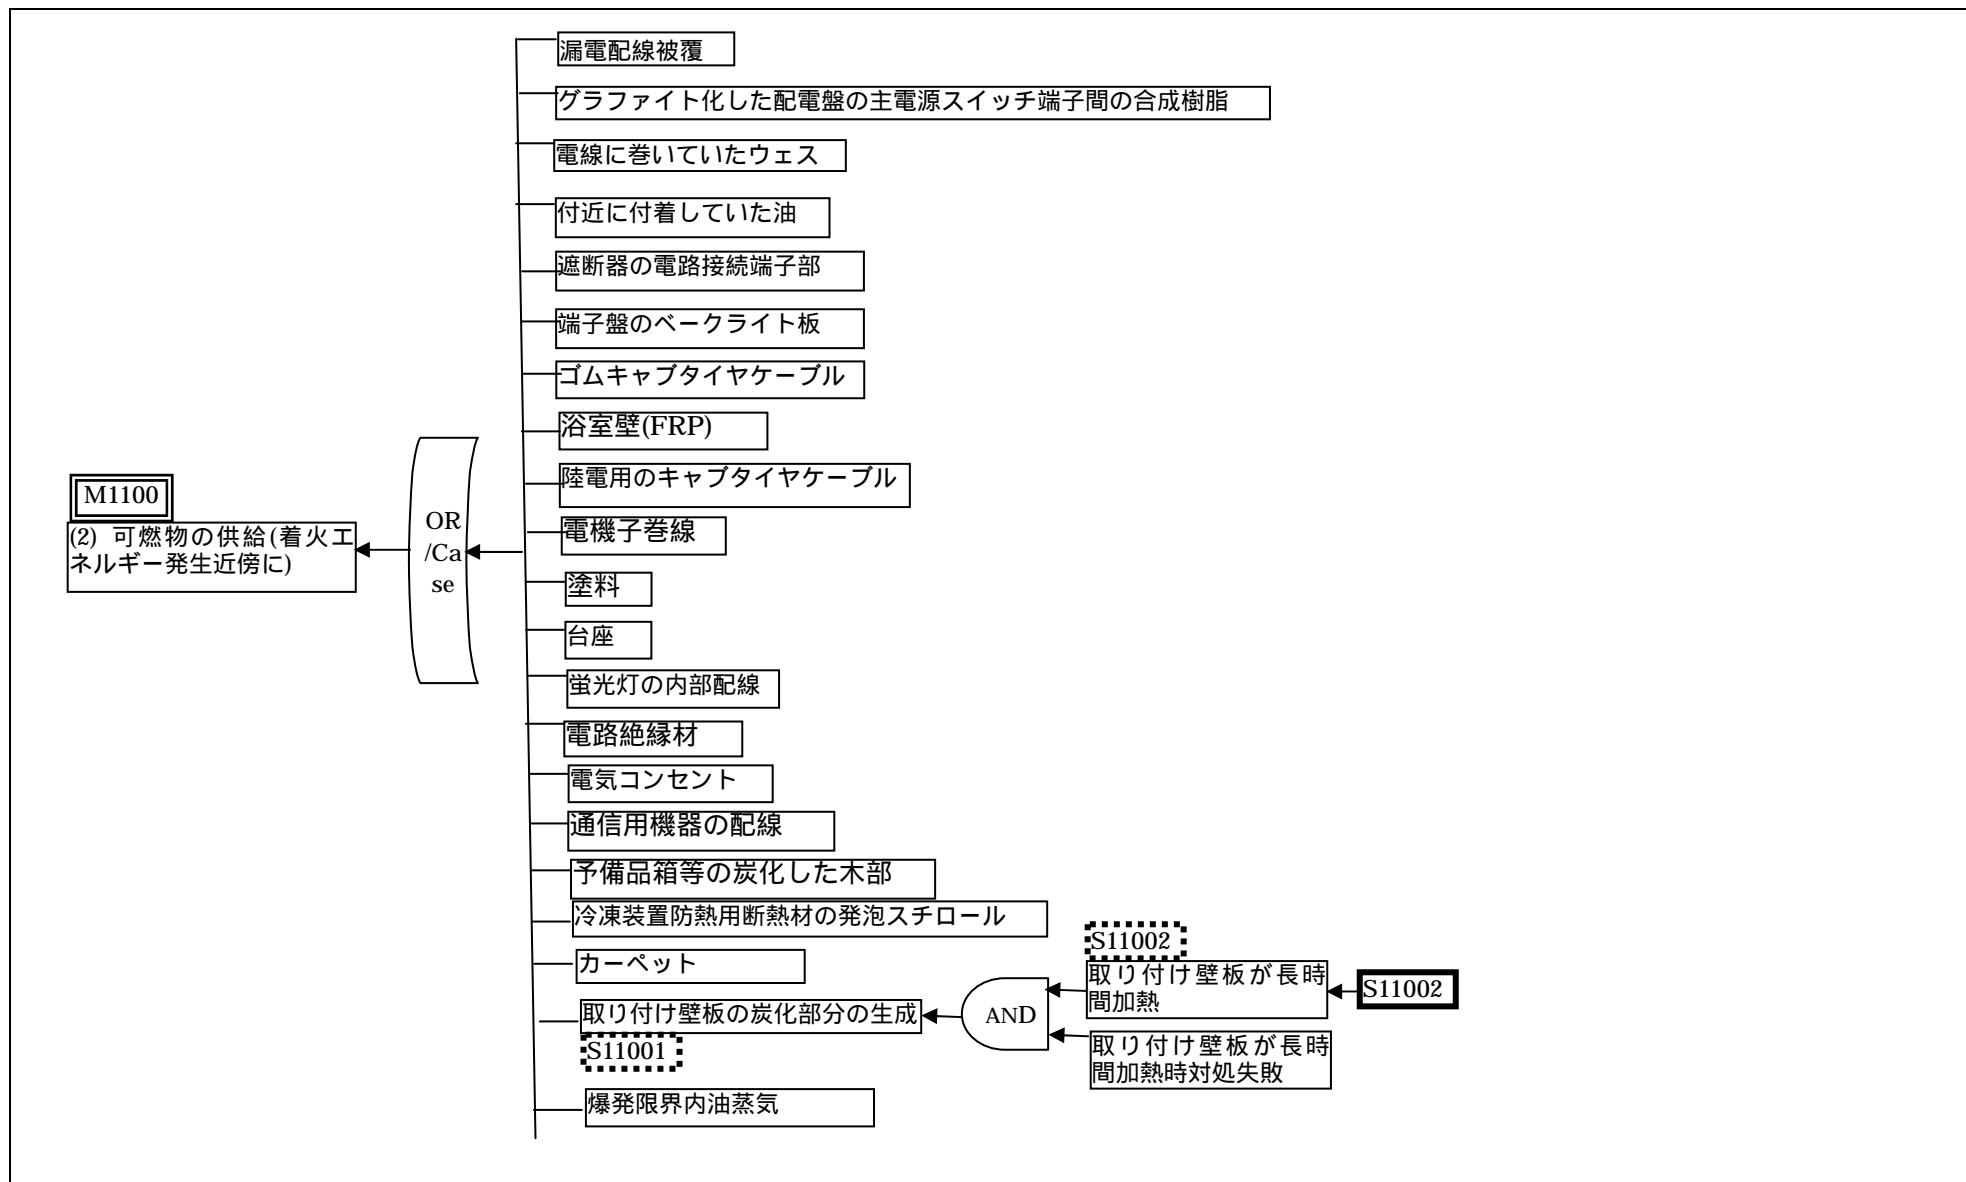 漏電配線被覆
グラファイト化した配電盤の主電源スイッチ端子間の合成樹脂
電線に巻いていたウェス
付近に付着していた油
遮断器の電路接続端子部
端子盤のベークライト板
ゴムキャブタイヤケーブル
浴室壁(FRP)
陸電用のキャブタイヤケーブル
電機子巻線
塗料
台座
蛍光灯の内部配線
電路絶縁材
電気コンセント
通信用機器の配線
予備品箱等の炭化した木部
冷凍装置防熱用断熱材の発泡スチロール
カーペット
取り付け壁板の炭化部分の生成
S11001
爆発限界内油蒸気
M1100
(2) 可燃物の供給(着火エ
ネルギー発生近傍に)
OR
/Ca
se
AND
S11002
取り付け壁板が長時
間加熱
S11002
取り付け壁板が長時
間加熱時対処失敗